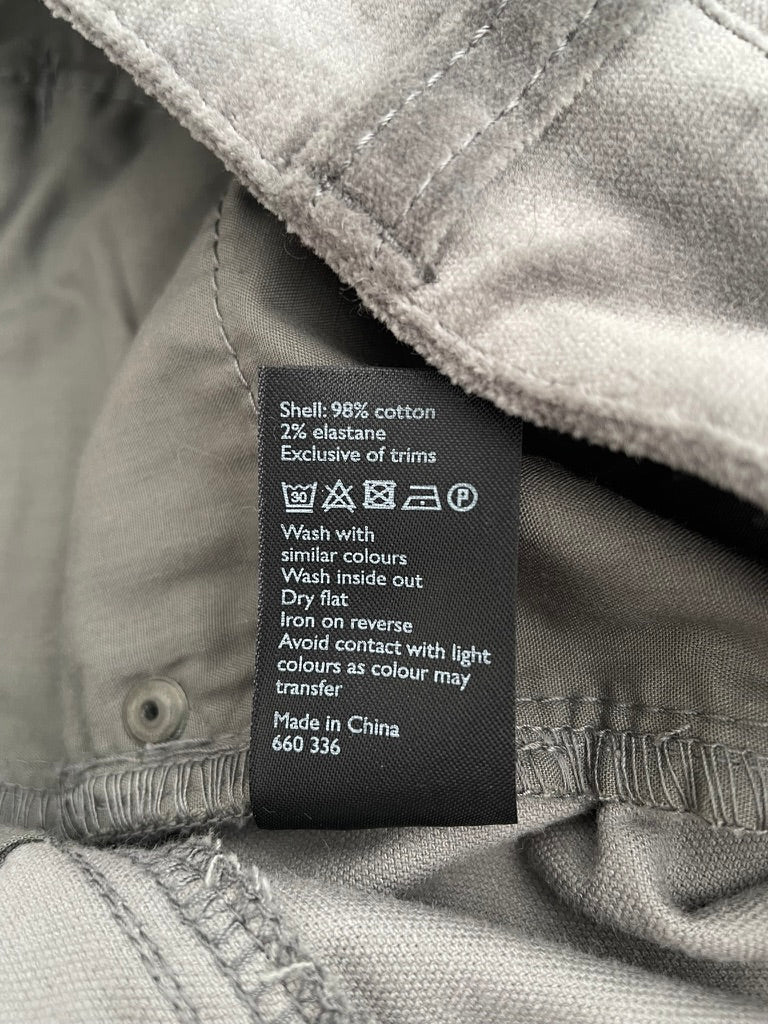 Shell: 98% cotton
2% elastane
Exclusive of trims
30 P
Wash with
similar colours
Wash inside out
Dry flat
Iron on reverse
Avoid contact with light
colours as colour may
transfer
Made in China
660 336